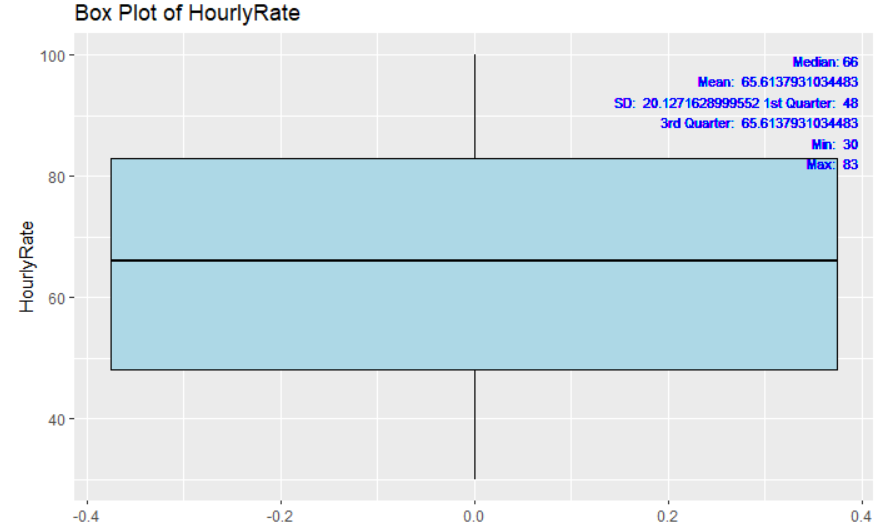 Box Plot of HourlyRate
Median: 66
Mean: 65.6137931034483
SD: 20.1271628999552 1st Quarter: 48
3rd Quarter: 65.6137931034483
Min: 30
Max: 83
100
80
60
40
HourlyRate
-0.4 -0.2 0.0 0.2 0.4